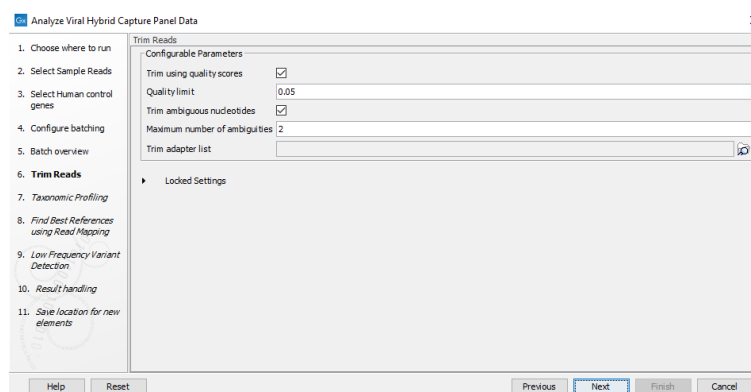 Gx Analyze Viral Hybrid Capture Panel Data
1. Choose where to run
2. Select Sample Reads
3. Select Human control
genes
4. Configure batching
5. Batch overview
6. Trim Reads
7. Taxonomic Profiling
8. Find Best References
using Read Mapping
9. Low Frequency Variant
Detection
10. Result handling
11. Save location for new
elements
Trim Reads
Configurable Parameters
Trim using quality scores
Quality limit 0.05
Trim ambiguous nucleotides
Maximum number of ambiguities 2
Trim adapter list
Locked Settings
Help Reset Previous Next Finish Cancel